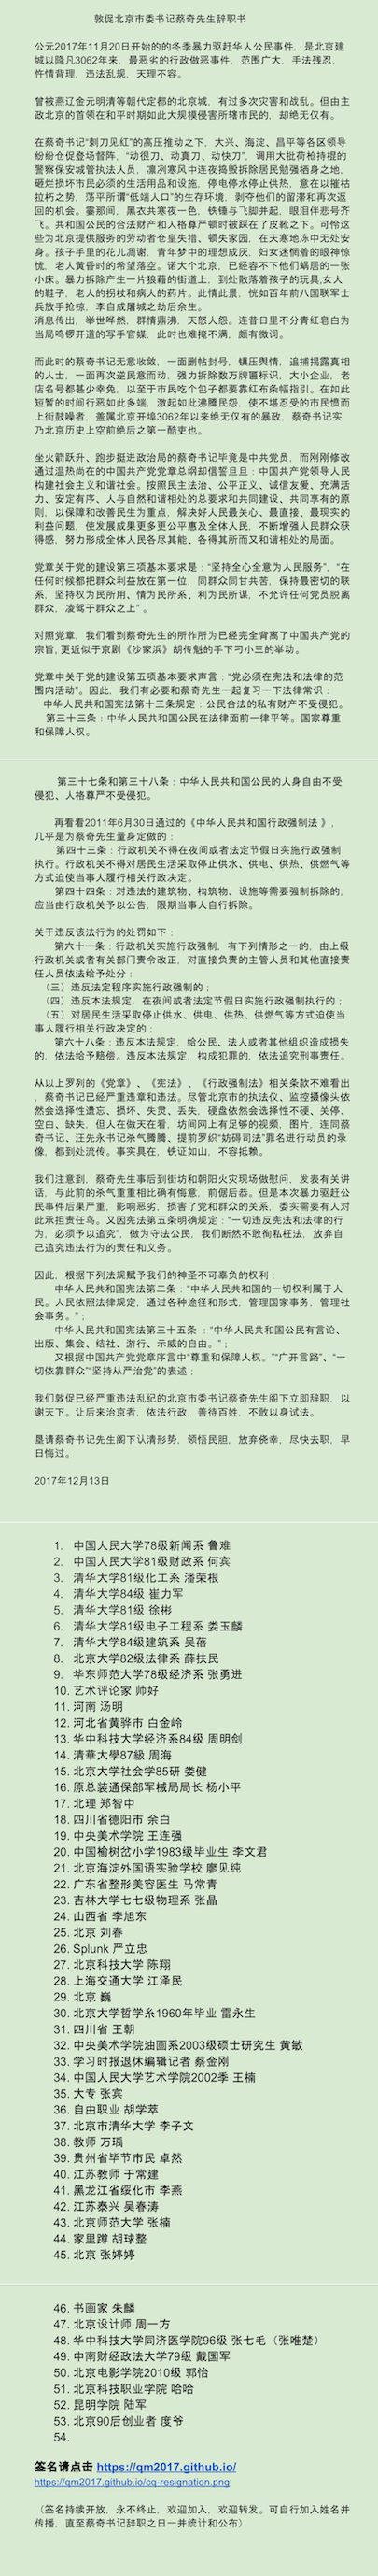 敦促北京市委书记蔡奇先生辞职书
公元2017年11月20日开始的的冬季暴力驱赶华人公民事件，是北京建
城以降凡3062年来，最恶劣的行政做恶事件，范围广大，手法残忍，
忤情背理，违法乱规，天理不容。
曾被燕辽金元明清等朝代定都的北京城，有过多次灾害和战乱。但由主
政北京的首领在和平时期如此大规模侵害所辖市民的，却绝无仅有。
在蔡奇书记“刺刀见红”的高压推动之下，大兴、海淀、昌平等各区领导
纷纷仓促登场督阵，“动很刀、动真刀、动快刀”，调用大批荷枪持棍的
警察保安城管执法人员，凛冽寒风中连夜捣毁拆除居民勉强栖身之地，
砸烂损坏市民必须的生活用品和设施，停电停水停止供热，意在以摧枯
拉朽之势，荡平所谓“低端人口”的生存环境，剥夺他们的留滞和再次返
回的机会。霎那间，黑衣共寒夜一色，铁锤与飞脚并起，眼泪伴悲号齐
飞。共和国公民的合法财产和人格尊严顿时被踩在了皮靴之下。可怜这
些为北京提供服务的劳动者仓皇失措、顿失家园，在天寒地冻中无处安
身。孩子手里的花儿凋谢，青年梦中的理想成灰，妇女迷惘着的眼神惊
怵，老人黄昏时的希望落空。诺大个北京，已经容不下他们蜗居的一张
小床。暴力拆除产生一片狼藉的街道上，到处散落着孩子的玩具,女人
的鞋子，老人的拐杖和病人的药片。此情此景，恍如百年前八国联军士
兵放手抢掠，李自成屠城之劫后余生。
消息传出，举世哗然，群情鼎沸，天怒人怨。连昔日里不分青红皂白为
当局鸣锣开道的写手官媒，此时也难掩不满，颇有微词。
而此时的蔡奇书记无意收敛，一面删帖封号，镇压舆情，追捕揭露真相
的人士，一面再次逆民意而动，强力拆除数万牌匾标识，大小企业，老
店名号都甚少幸免，以至于市民吃个包子都要靠红布条幅指引。在如此
短暂的时间行恶如此多端，激起如此沸腾民怨，使不堪忍受的市民愤而
上街鼓噪者，盖属北京开埠3062年以来绝无仅有的暴政，蔡奇书记实
乃北京历史上空前绝后之第一酷吏也。
坐火箭跃升、跑步挺进政治局的蔡奇书记毕竟是中共党员，而刚刚修改
通过温热尚在的中国共产党党章总纲却信誓旦旦：中国共产党领导人民
构建社会主义和谐社会。按照民主法治、公平正义、诚信友爱、充满活
力、安定有序、人与自然和谐相处的总要求和共同建设、共同享有的原
则，以保障和改善民生为重点，解决好人民最关心、最直接、最现实的
利益问题，使发展成果更多更公平惠及全体人民，不断增强人民群众获
得感，努力形成全体人民各尽其能、各得其所而又和谐相处的局面。
党章关于党的建设第三项基本要求是：“坚持全心全意为人民服务”，“在
任何时候都把群众利益放在第一位，同群众同甘共苦，保持最密切的联
系，坚持权为民所用、情为民所系、利为民所谋，不允许任何党员脱离
群众，凌驾于群众之上” 。
对照党章，我们看到蔡奇先生的所作所为已经完全背离了中国共产党的
宗旨, 更近似于京剧《沙家浜》胡传魁的手下刁小三的举动。
党章中关于党的建设第五项基本要求声言：“党必须在宪法和法律的范
围内活动”。因此，我们有必要和蔡奇先生一起复习一下法律常识：
中华人民共和国宪法第十三条规定：公民合法的私有财产不受侵犯。
第三十三条：中华人民共和国公民在法律面前一律平等。国家尊重
和保障人权。
第三十七条和第三十八条：中华人民共和国公民的人身自由不受
侵犯、人格尊严不受侵犯。
再看看2011年6月30日通过的《中华人民共和国行政强制法 》，
几乎是为蔡奇先生量身定做的：
第四十三条：行政机关不得在夜间或者法定节假日实施行政强制
执行。行政机关不得对居民生活采取停止供水、供电、供热、供燃气等
方式迫使当事人履行相关行政决定。
第四十四条：对违法的建筑物、构筑物、设施等需要强制拆除的，
应当由行政机关予以公告，限期当事人自行拆除。
关于违反该法行为的处罚如下：
第六十一条：行政机关实施行政强制，有下列情形之一的，由上级
行政机关或者有关部门责令改正，对直接负责的主管人员和其他直接责
任人员依法给予处分：
（三）违反法定程序实施行政强制的；
（四）违反本法规定，在夜间或者法定节假日实施行政强制执行的；
（五）对居民生活采取停止供水、供电、供热、供燃气等方式迫使当
事人履行相关行政决定的；
第六十八条：违反本法规定，给公民、法人或者其他组织造成损失
的，依法给予赔偿。违反本法规定，构成犯罪的，依法追究刑事责任。
从以上罗列的《党章》、《宪法》、《行政强制法》相关条款不难看出
，蔡奇书记已经严重违章和违法。尽管北京市的执法仪、监控摄像头依
然会选择性遗忘、损坏、失灵、丢失，硬盘依然会选择性不硬、关停、
空白、缺失，但人在做天在看，坊间网上有足够的视频，图片，连同蔡
奇书记、汪先永书记杀气腾腾、提前罗织“妨碍司法”罪名进行动员的录
像，都到处流传。事实具在，铁证如山，不容抵赖。
我们注意到，蔡奇先生事后到街坊和朝阳火灾现场做慰问，发表有关讲
话，与此前的杀气重重相比确有悔意，前倨后恭。但是本次暴力驱赶公
民事件后果严重，影响恶劣，损害了党和群众的关系，委实需要有人对
此承担责任鸟。又因宪法第五条明确规定：“一切违反宪法和法律的行
为，必须予以追究”，做为守法公民，我们断然不敢徇私枉法，放弃自
己追究违法行为的责任和义务。
因此，根据下列法规赋予我们的神圣不可辜负的权利：
中华人民共和国宪法第二条：“中华人民共和国的一切权利属于人
民。人民依照法律规定，通过各种途径和形式，管理国家事务，管理社
会事务。“；
中华人民共和国宪法第三十五条 ：“中华人民共和国公民有言论、
出版、集会、结社、游行、示威的自由。”；
又根据中国共产党党章序言中“尊重和保障人权。”“广开言路”、“一
切依靠群众”“坚持从严治党”的表述；
我们敦促已经严重违法乱纪的北京市委书记蔡奇先生阁下立即辞职，以
谢天下。让后来治京者，依法行政，善待百姓，不敢以身试法。
恳请蔡奇书记先生阁下认清形势，领悟民胆，放弃侥幸，尽快去职，早
日悔过。
2017年12月13日
1. 中国人民大学78级新闻系 鲁难
2. 中国人民大学81级财政系 何宾
3. 清华大学81级化工系 潘荣根
4. 清华大学84级 崔力军
5. 清华大学81级 徐彬
6. 清华大学81级电子工程系 娄玉麟
7. 清华大学84级建筑系 吴蓓
8. 北京大学82级法律系 薛扶民
9. 华东师范大学78级经济系 张勇进
10. 艺术评论家 帅好
11. 河南 汤明
12. 河北省黄骅市 白金岭
13. 华中科技大学经济系84级 周明剑
14. 清華大學87級 周海
15. 北京大学社会学85研 娄健
16. 原总装通保部军械局局长 杨小平
17. 北理 郑智中
18. 四川省德阳市 余白
19. 中央美术学院 王连强
20. 中国榆树岔小学1983级毕业生 李文君
21. 北京海淀外国语实验学校 廖见纯
22. 广东省整形美容医生 马常青
23. 吉林大学七七级物理系 张晶
24. 山西省 李旭东
25. 北京 刘春
26. Splunk 严立忠
27. 北京科技大学 陈翔
28. 上海交通大学 江泽民
29. 北京 巍
30. 北京大学哲学糸1960年毕业 雷永生
31. 四川省 王朝
32. 中央美术学院油画系2003级硕士研究生 黄敏
33. 学习时报退休编辑记者 蔡金刚
34. 中国人民大学艺术学院2002季 王楠
35. 大专 张宾
36. 自由职业 胡学萃
37. 北京市清华大学 李子文
38. 教师 万瑀
39. 贵州省毕节市民 卓然
40. 江苏教师 于常建
41. 黑龙江省绥化市 李燕
42. 江苏泰兴 吴春涛
43. 北京师范大学 张楠
44. 家里蹲 胡球整
45. 北京 张婷婷
46. 书画家 朱麟
47. 北京设计师 周一方
48. 华中科技大学同济医学院96级 张七毛（张唯楚）
49. 中南财经政法大学79级 戴国军
50. 北京电影学院2010级 郭怡
51. 北京科技职业学院 哈哈
52. 昆明学院 陆军
53. 北京90后创业者 度爷
54.
签名请点击 https://qm2017.github.io/
https://qm2017.github.io/cq-resignation.png
（签名持续开放，永不终止，欢迎加入，欢迎转发。可自行加入姓名并
传播，直至蔡奇书记辞职之日一并统计和公布）